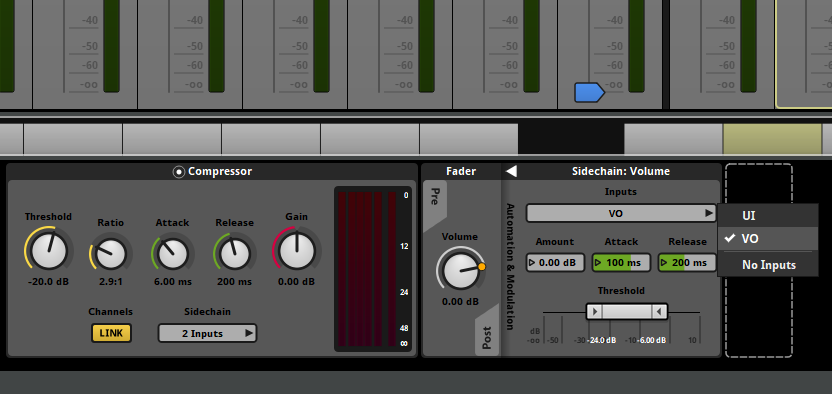 -40 -40 -40 -40 -40 -40 -40 -40
-50 -50 -50 -50 -50 -50 -50 -50
-60 -60 -60 -60 -60 -60 -60 -60
-oo -oo -oo -oo -oo -oo -oo -oo
Compressor
Threshold
-20.0 dB
Ratio
2.9:1
Attack
6.00 ms
Release
200 ms
Gain
0.00 dB
Channels
LINK
Sidechain
2 Inputs
0
12
24
48
∞
Fader
Pre
Volume
0.00 dB
Post
Automation & Modulation
Sidechain: Volume
Inputs
VO
Amount
0.00 dB
Attack
100 ms
Release
200 ms
Threshold
dB
-oo -50 -30 -24.0 dB -10 -6.00 dB 10
UI
VO
No Inputs